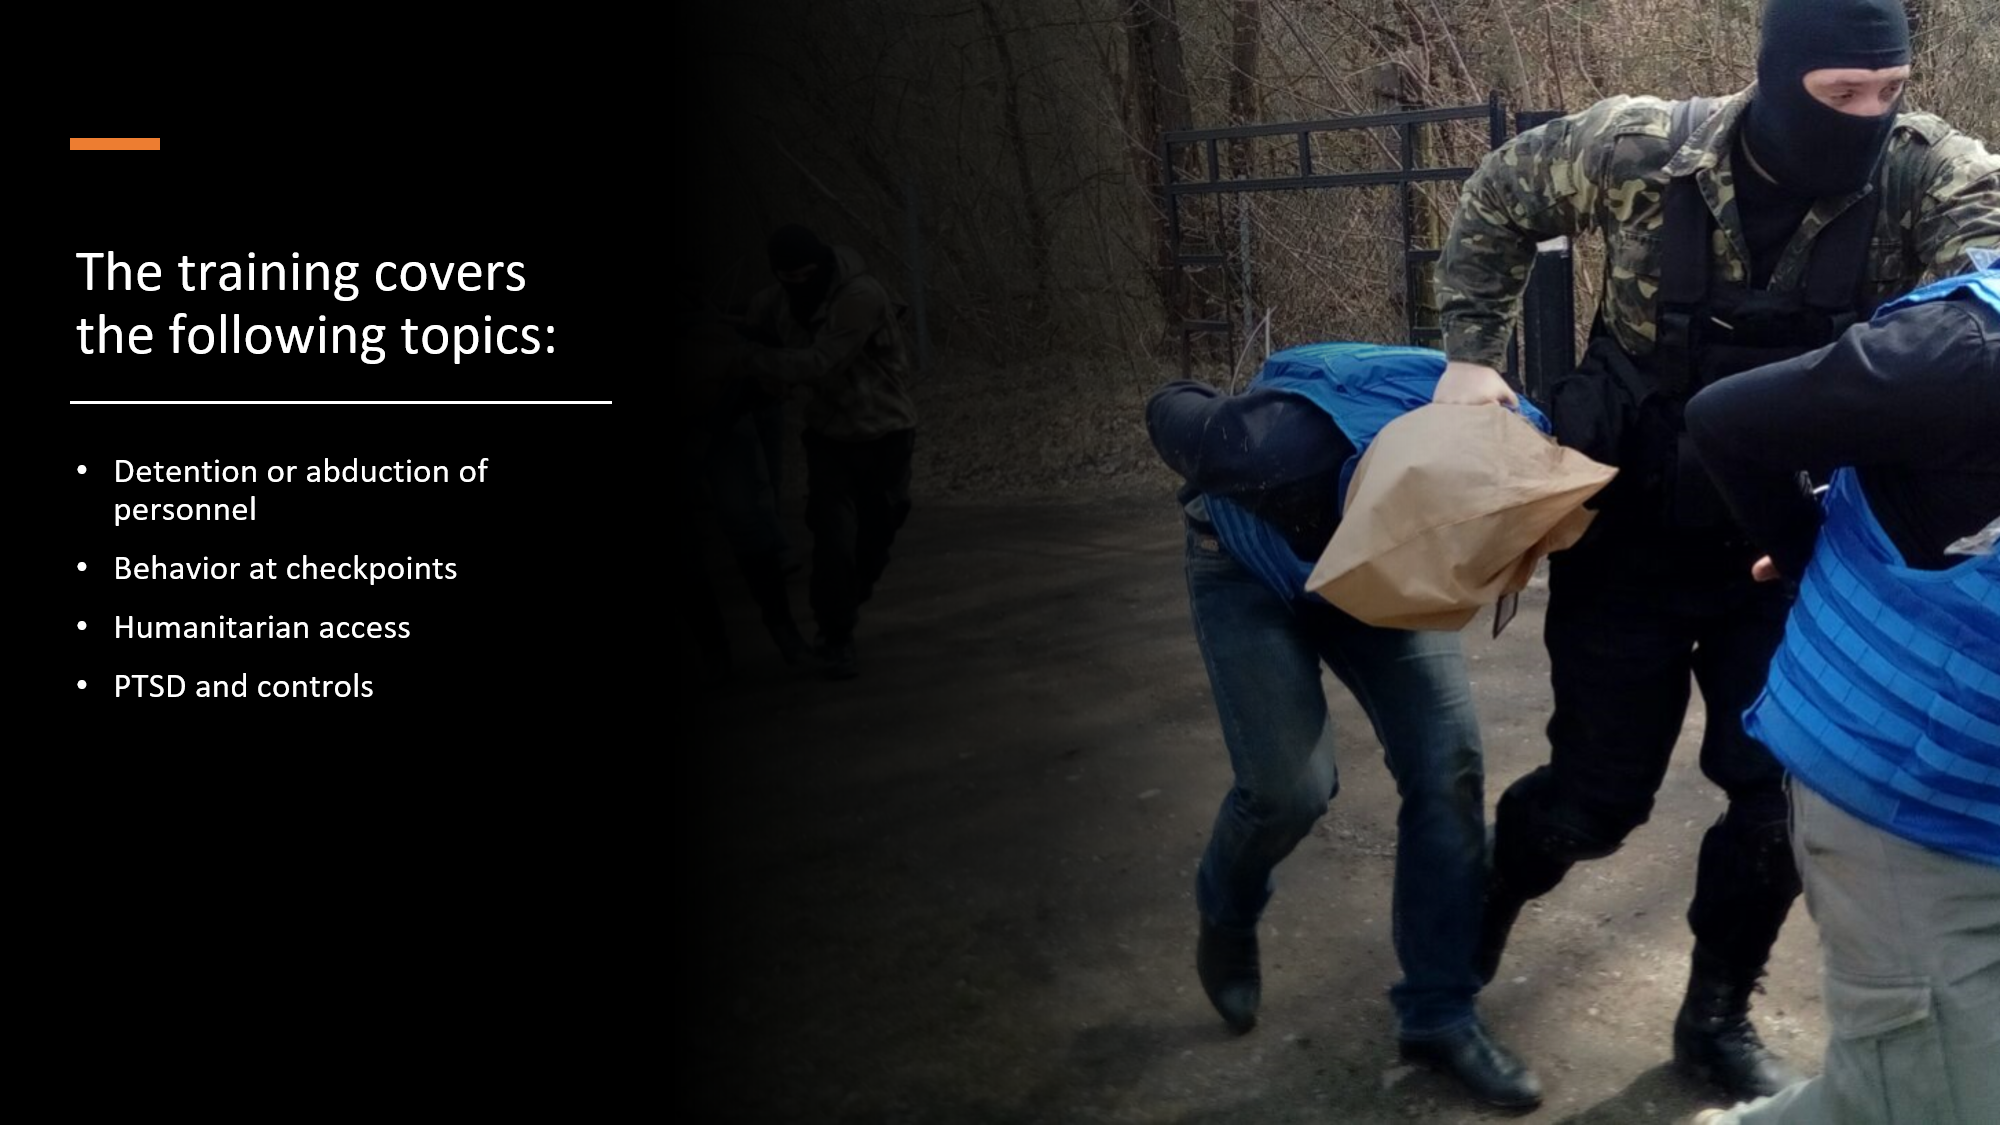 The training covers
the following topics:
• Detention or abduction of
personnel
• Behavior at checkpoints
• Humanitarian access
• PTSD and controls